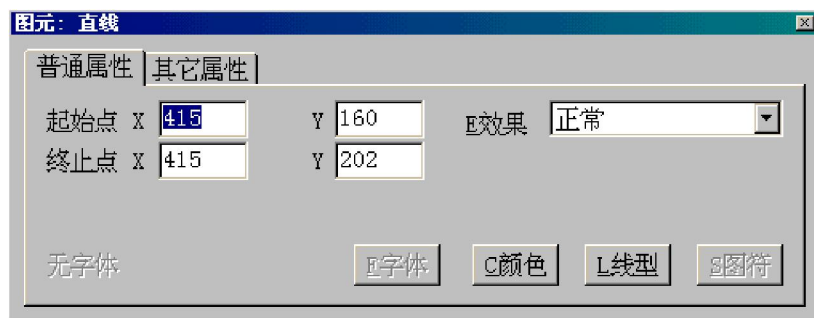 图元: 直线
普通属性 其它属性
起始点 X 415 Y 160 E效果 正常
终止点 X 415 Y 202
无字体 F字体 C颜色 L线型 S图符